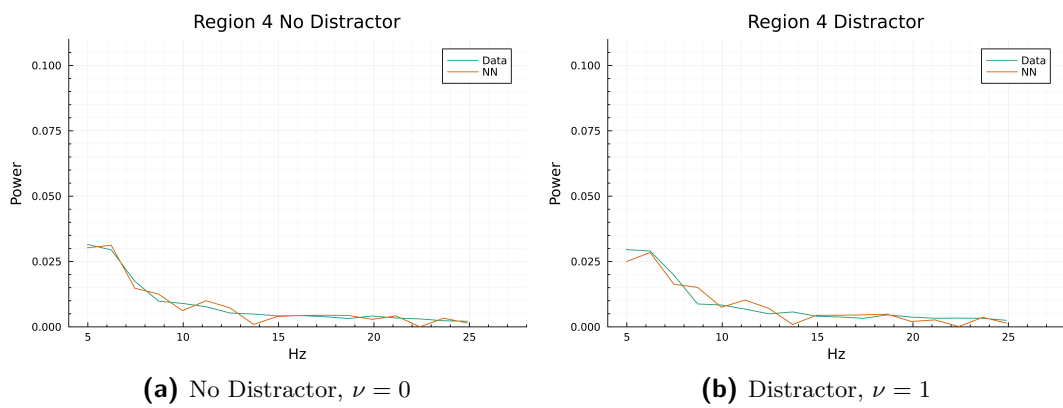 Region 4 No Distractor
Data
NN
0.100
0.075
0.050
0.025
0.000
Power
5
10
15
20
25
Hz
(a) No Distractor, ν = 0
Region 4 Distractor
Data
NN
0.100
0.075
0.050
0.025
0.000
Power
5
10
15
20
25
Hz
(b) Distractor, ν = 1